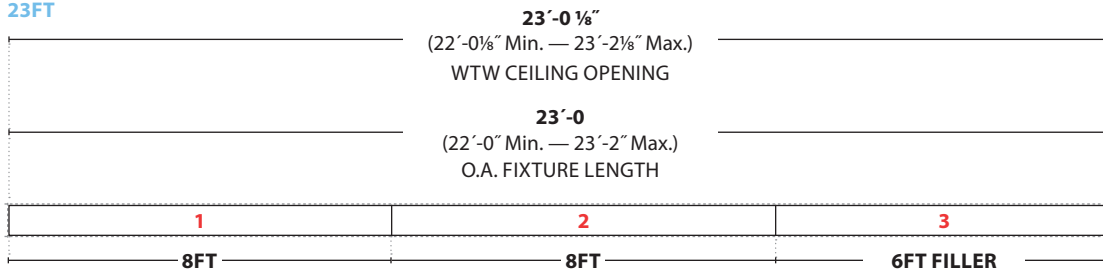 23FT
23´-0 ⅛˝
(22´-0⅛˝ Min. — 23´-2⅛˝ Max.)
WTW CEILING OPENING
23´-0
(22´-0˝ Min. — 23´-2˝ Max.)
O.A. FIXTURE LENGTH
1 2 3
8FT 8FT 6FT FILLER